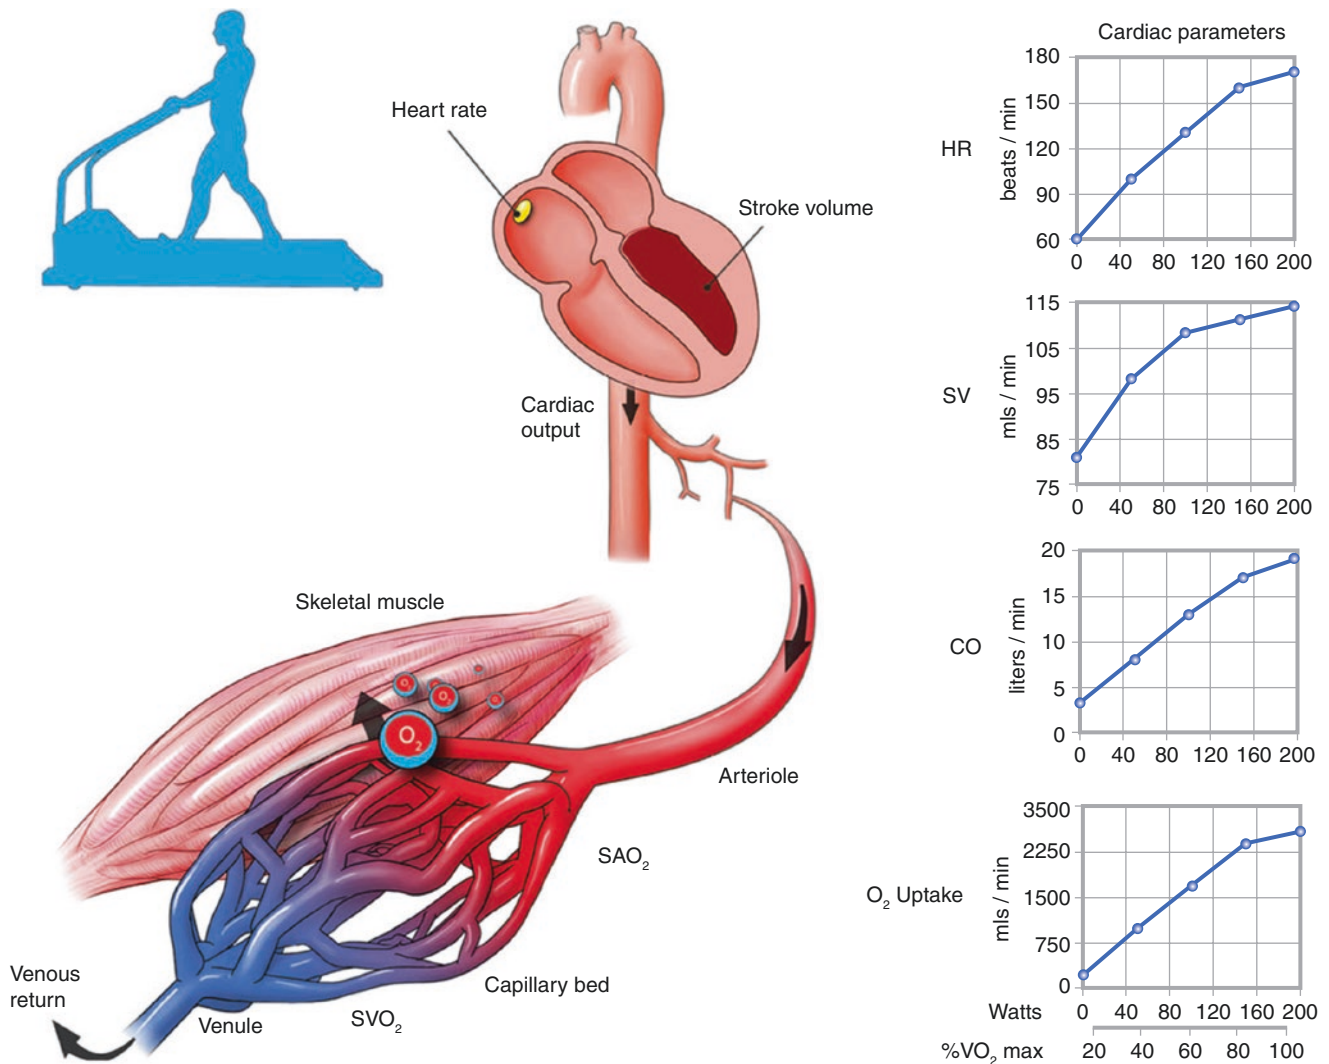 Cardiac parameters
Heart rate
Stroke volume
Cardiac
output
Skeletal muscle
O₂
O₂
O₂
Arteriole
SAO₂
Capillary bed
SVO₂
Venule
Venous
return
HR
beats / min
180
150
120
90
60
0 40 80 120 160 200
SV
mls / min
115
105
95
85
75
0 40 80 120 160 200
CO
liters / min
20
15
10
5
0
0 40 80 120 160 200
O₂ Uptake
mls / min
3500
2250
1500
750
0
Watts 0 40 80 120 160 200
%VO₂ max 20 40 60 80 100